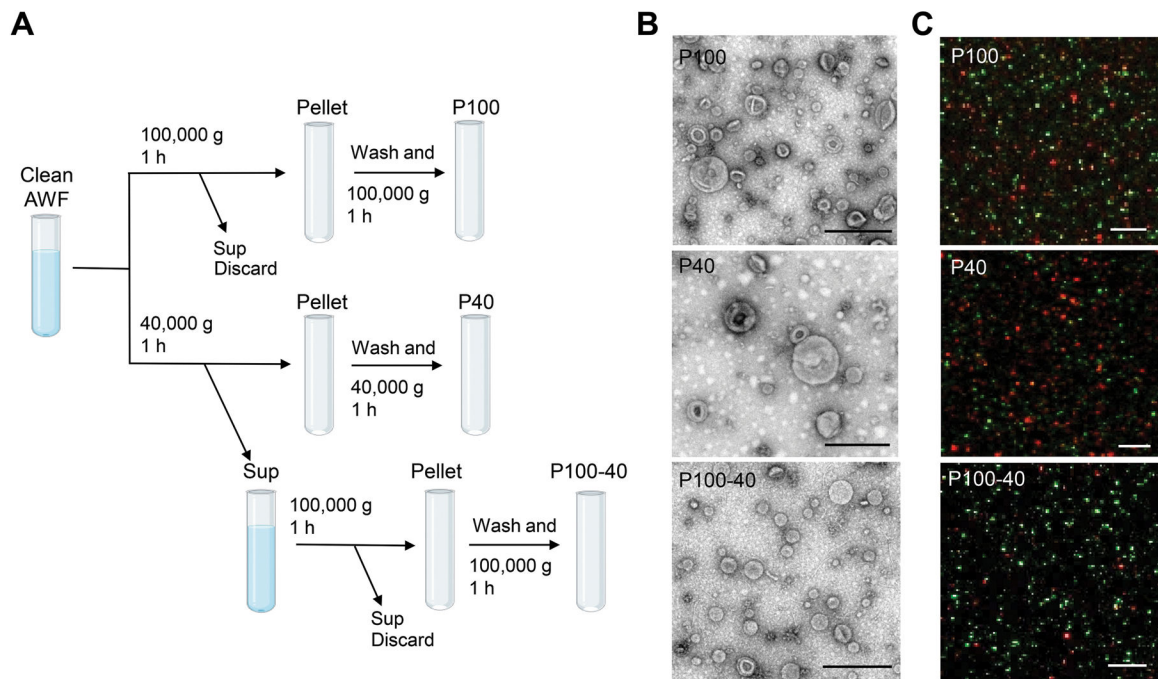 A
B
C
Clean
AWF
100,000 g
1 h
Sup
Discard
Pellet
Wash and
100,000 g
1 h
P100
40,000 g
1 h
Pellet
Wash and
40,000 g
1 h
P40
Sup
100,000 g
1 h
Sup
Discard
Pellet
Wash and
100,000 g
1 h
P100-40
P100
P40
P100-40
P100
P40
P100-40